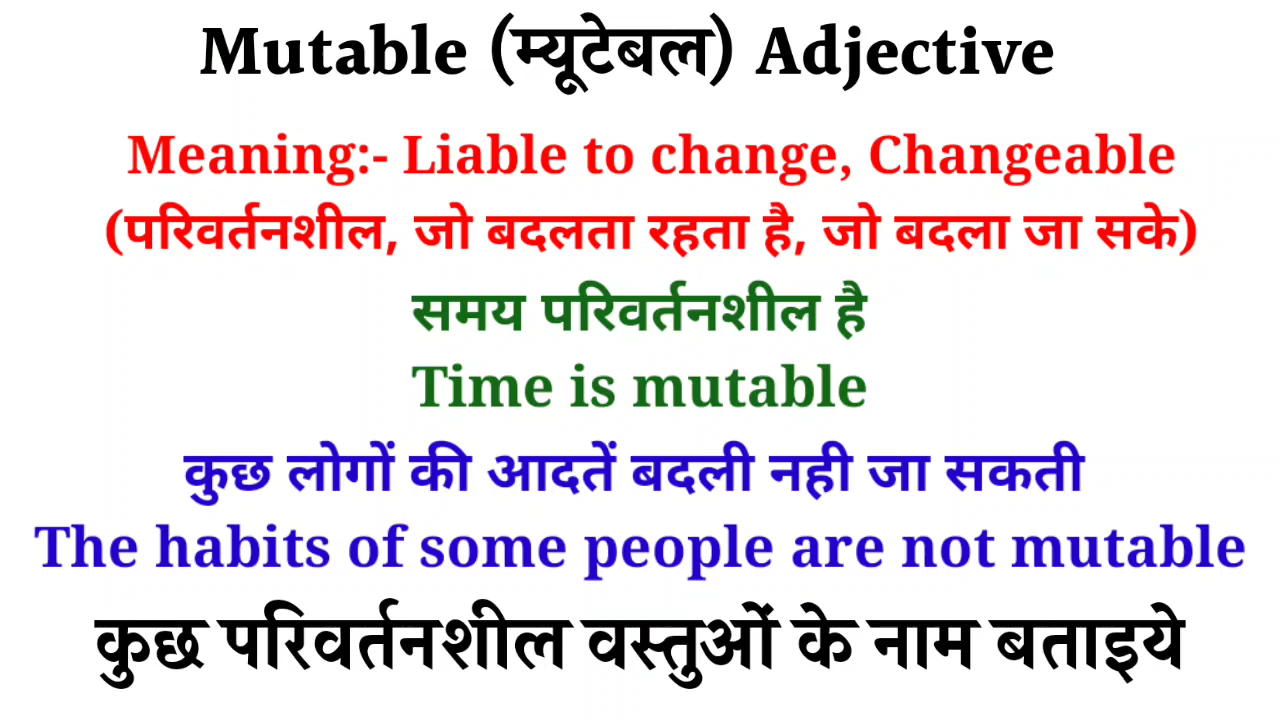 Mutable (म्यूटेबल) Adjective
Meaning:- Liable to change, Changeable
(परिवर्तनशील, जो बदलता रहता है, जो बदला जा सके)
समय परिवर्तनशील है
Time is mutable
कुछ लोगों की आदतें बदली नही जा सकती
The habits of some people are not mutable
कुछ परिवर्तनशील वस्तुओं के नाम बताइये